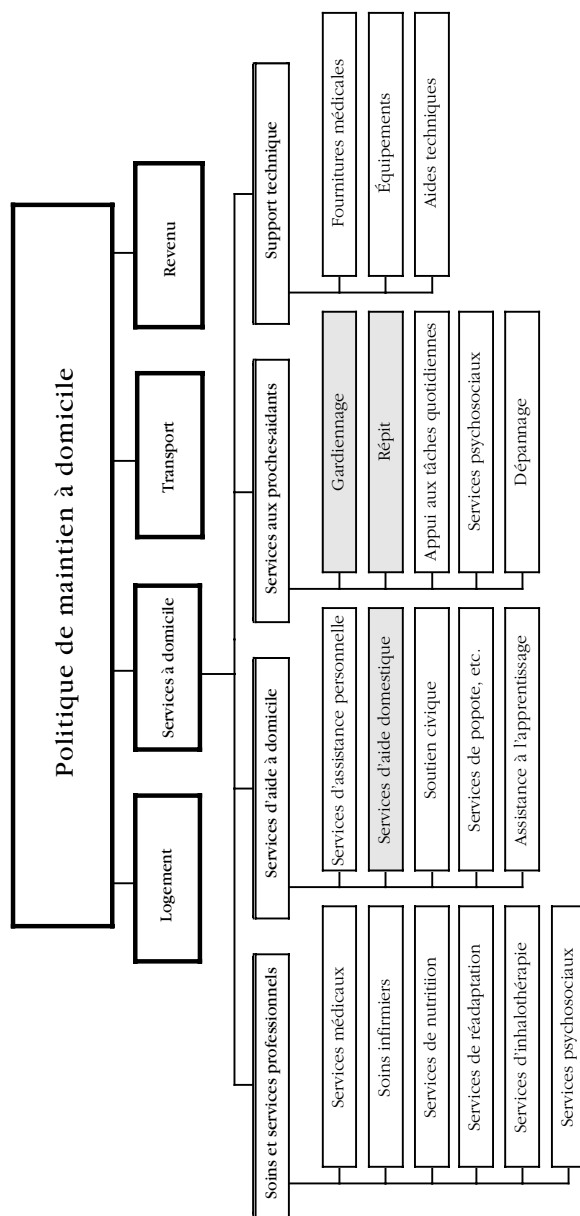 Politique de maintien à domicile
Logement
Services à domicile
Transport
Revenu
Soins et services professionnels
Services médicaux
Soins infirmiers
Services de nutrition
Services de réadaptation
Services d'inhalothérapie
Services psychosociaux
Services d'aide à domicile
Services d'assistance personnelle
Services d'aide domestique
Soutien civique
Services de popote, etc.
Assistance à l'apprentissage
Services aux proches-aidants
Gardiennage
Répit
Appui aux tâches quotidiennes
Services psychosociaux
Dépannage
Support technique
Fournitures médicales
Équipements
Aides techniques